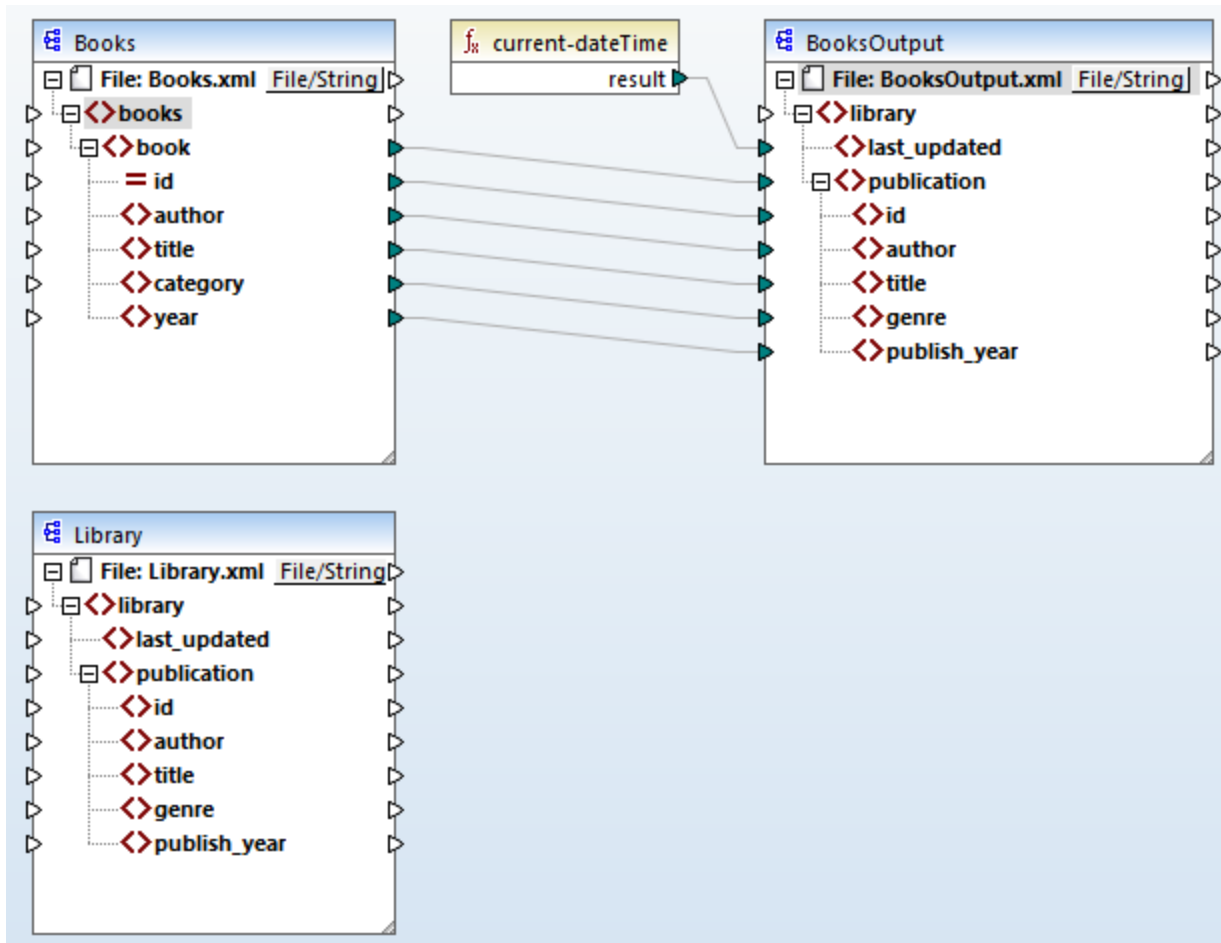 Books
File: Books.xml File/String
books
book
id
author
title
category
year
current-dateTime
result
BooksOutput
File: BooksOutput.xml File/String
library
last_updated
publication
id
author
title
genre
publish_year
Library
File: Library.xml File/String
library
last_updated
publication
id
author
title
genre
publish_year